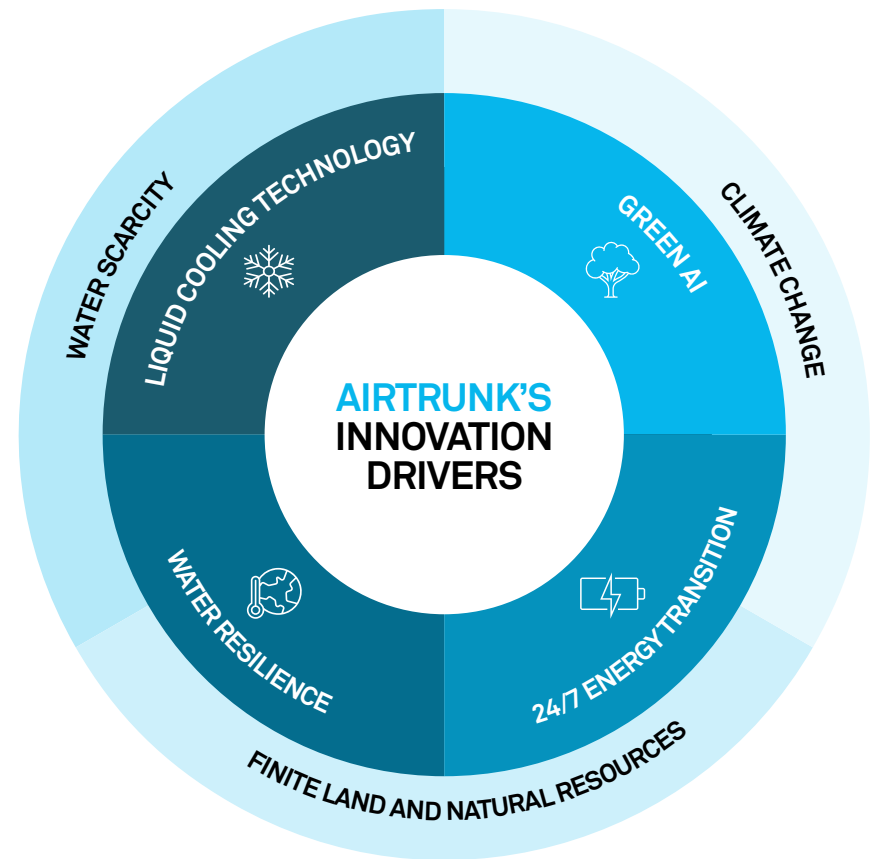 AIRTRUNK'S
INNOVATION
DRIVERS
LIQUID COOLING TECHNOLOGY
GREEN AI
24/7 ENERGY TRANSITION
WATER RESILIENCE
WATER SCARCITY
CLIMATE CHANGE
FINITE LAND AND NATURAL RESOURCES